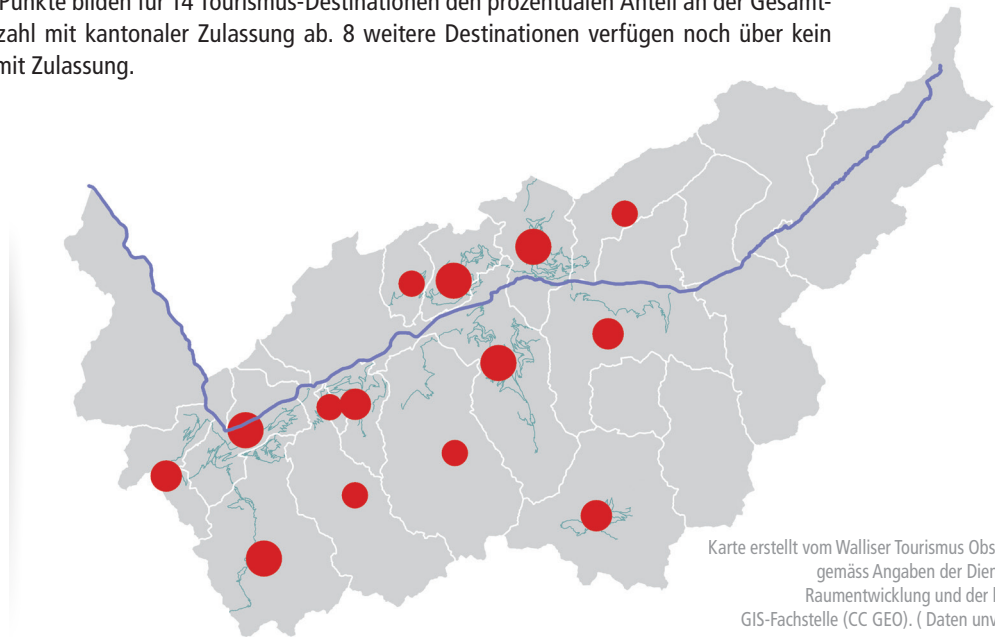 Punkte bilden für 14 Tourismus-Destinationen den prozentualen Anteil an der Gesamt-
zahl mit kantonaler Zulassung ab. 8 weitere Destinationen verfügen noch über kein
mit Zulassung.
Karte erstellt vom Walliser Tourismus Obs
gemäss Angaben der Dien
Raumentwicklung und der
GIS-Fachstelle (CC GEO). ( Daten unv